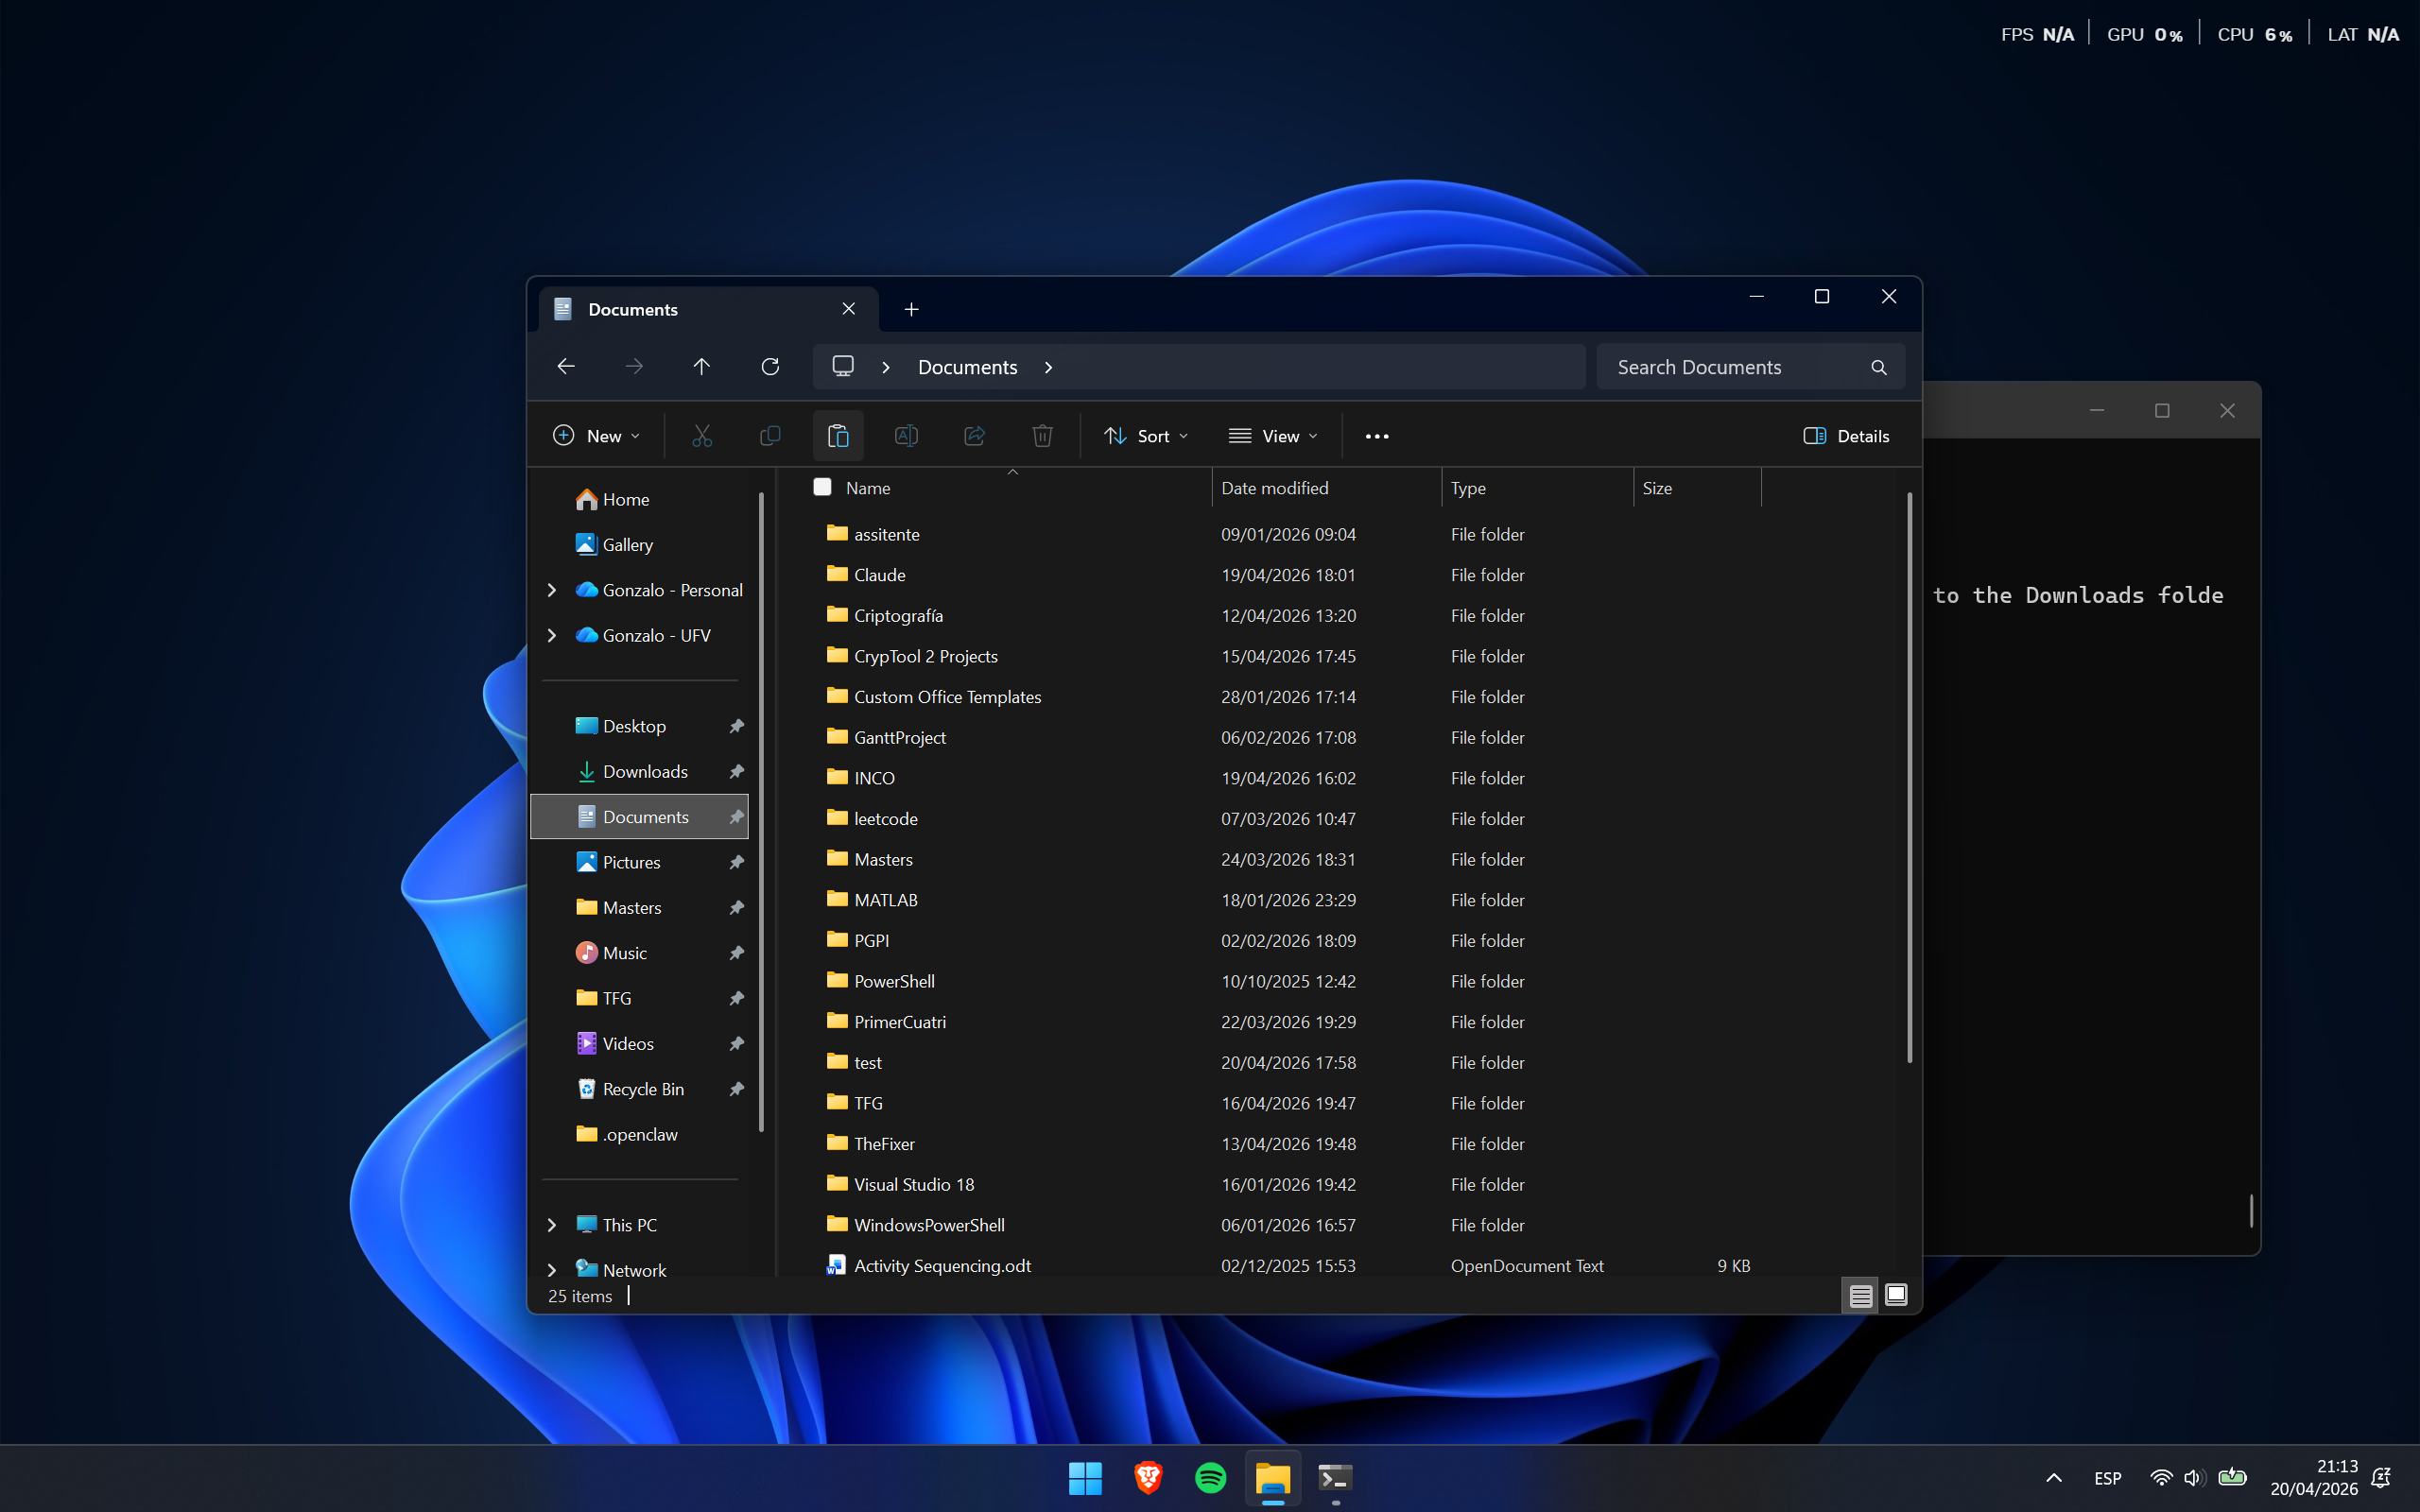 FPS N/A GPU 0% CPU 6% LAT N/A
Documents
Documents
Search Documents
New
Sort
View
Details
Home
Gallery
Gonzalo - Personal
Gonzalo - UFV
Desktop
Downloads
Documents
Pictures
Masters
Music
TFG
Videos
Recycle Bin
.openclaw
This PC
Network
Name Date modified Type Size
assitente 09/01/2026 09:04 File folder
Claude 19/04/2026 18:01 File folder
Criptografía 12/04/2026 13:20 File folder
CrypTool 2 Projects 15/04/2026 17:45 File folder
Custom Office Templates 28/01/2026 17:14 File folder
GanttProject 06/02/2026 17:08 File folder
INCO 19/04/2026 16:02 File folder
leetcode 07/03/2026 10:47 File folder
Masters 24/03/2026 18:31 File folder
MATLAB 18/01/2026 23:29 File folder
PGPI 02/02/2026 18:09 File folder
PowerShell 10/10/2025 12:42 File folder
PrimerCuatri 22/03/2026 19:29 File folder
test 20/04/2026 17:58 File folder
TFG 16/04/2026 19:47 File folder
TheFixer 13/04/2026 19:48 File folder
Visual Studio 18 16/01/2026 19:42 File folder
WindowsPowerShell 06/01/2026 16:57 File folder
Activity Sequencing.odt 02/12/2025 15:53 OpenDocument Text 9 KB
25 items
to the Downloads folde
ESP
21:13
20/04/2026